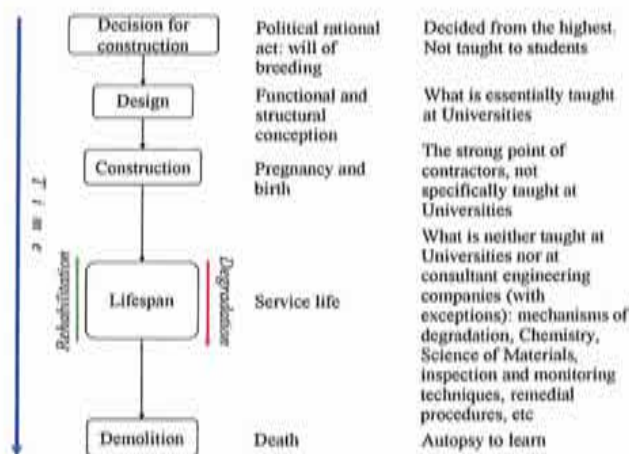 Decision for
construction
Political rational
act: will of
breeding
Decided from the highest.
Not taught to students
Design
Functional and
structural
conception
What is essentially taught
at Universities
Construction
Pregnancy and
birth
The strong point of
contractors, not
specifically taught at
Universities
Time
Rehabilitation
Lifespan
Degradation
Service life
What is neither taught at
Universities nor at
consultant engineering
companies (with
exceptions): mechanisms of
degradation, Chemistry,
Science of Materials,
inspection and monitoring
techniques, remedial
procedures, etc
Demolition
Death
Autopsy to learn